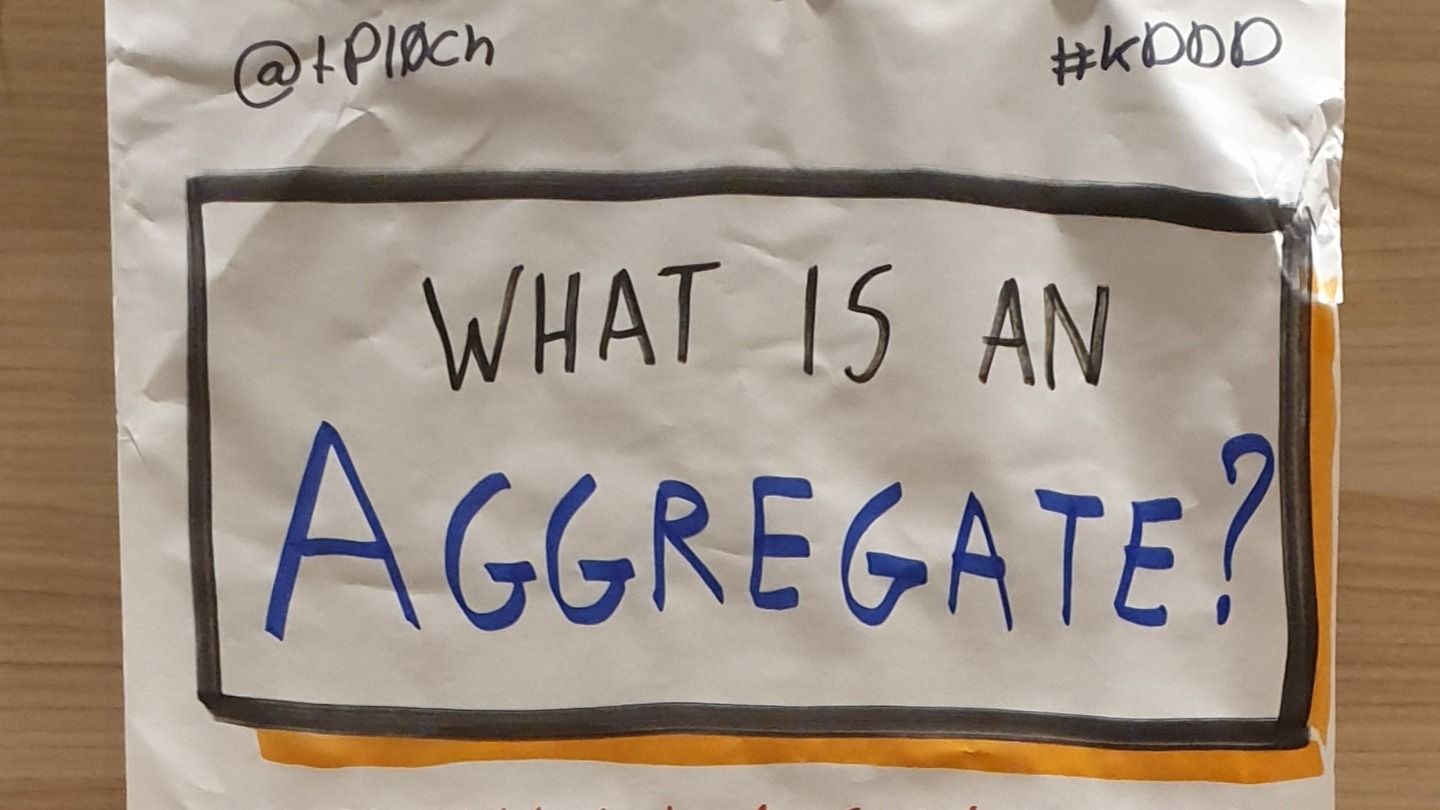 @tPl0ch #KDDD
WHAT IS AN
AGGREGATE?